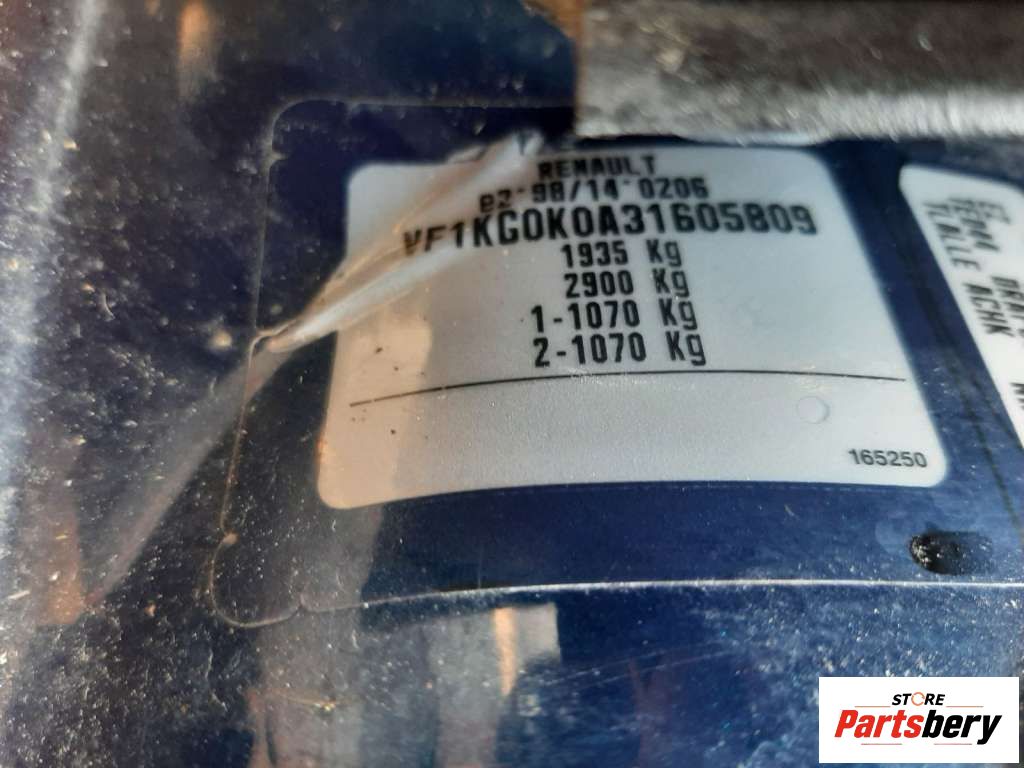 RENAULT
e2*98/14*0206
VF1KG0K0A31605809
1935 Kg
2900 Kg
1-1070 Kg
2-1070 Kg
165250
NCHK
STORE
Partsbery